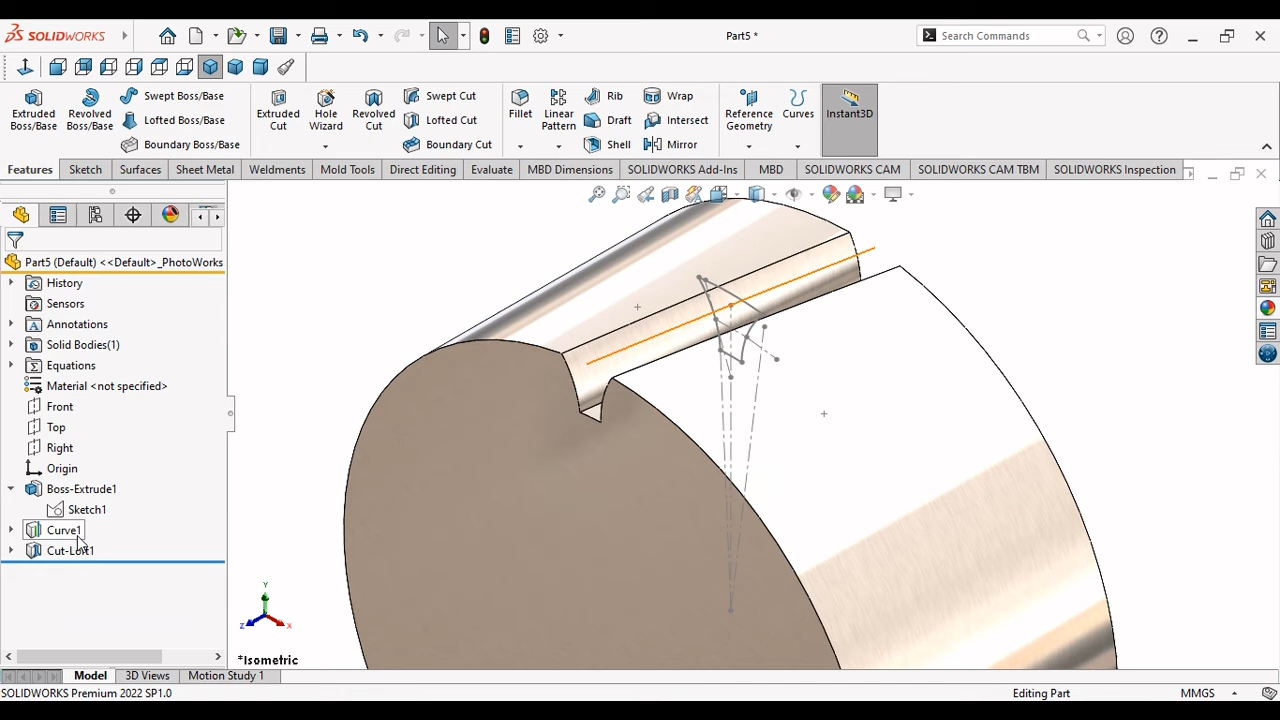 SOLIDWORKS
Part5 *
Search Commands
Extruded Boss/Base
Revolved Boss/Base
Swept Boss/Base
Lofted Boss/Base
Boundary Boss/Base
Extruded Cut
Hole Wizard
Revolved Cut
Swept Cut
Lofted Cut
Boundary Cut
Fillet
Linear Pattern
Rib
Draft
Shell
Wrap
Intersect
Mirror
Reference Geometry
Curves
Instant3D
Features Sketch Surfaces Sheet Metal Weldments Mold Tools Direct Editing Evaluate MBD Dimensions SOLIDWORKS Add-Ins MBD SOLIDWORKS CAM SOLIDWORKS CAM TBM SOLIDWORKS Inspection
Part5 (Default) <<Default>_PhotoWorks
History
Sensors
Annotations
Solid Bodies(1)
Equations
Material <not specified>
Front
Top
Right
Origin
Boss-Extrude1
Sketch1
Curve1
Cut-Loft1
Y
Z
X
*Isometric
Model 3D Views Motion Study 1
SOLIDWORKS Premium 2022 SP1.0
Editing Part
MMGS